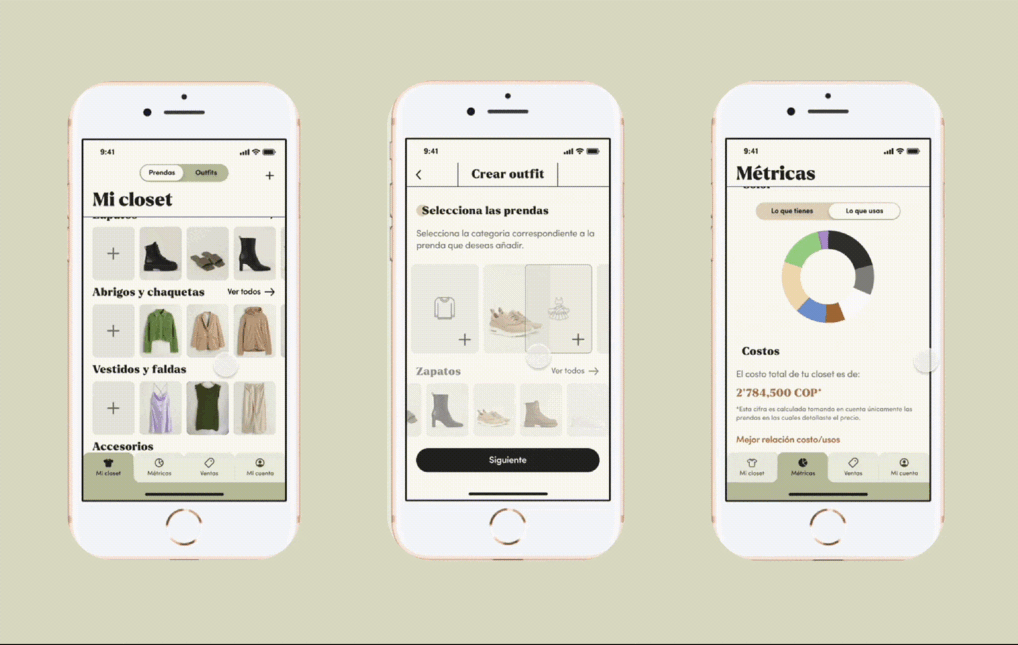 9:41
Prendas
Outfits
+
Mi closet
Zapatos
+
Abrigos y chaquetas
Ver todos →
+
Vestidos y faldas
+
Accesorios
Mi closet
Métricas
Ventas
Mi cuenta
9:41
Crear outfit
Selecciona las prendas
Selecciona la categoría correspondiente a la
prenda que deseas añadir.
+
+
Zapatos
Ver todos →
Siguiente
9:41
Métricas
Color
Lo que tienes
Lo que usas
Costos
El costo total de tu closet es de:
2'784,500 COP*
*Esta cifra es calculada tomando en cuenta únicamente las
prendas en las cuales detallaste el precio.
Mejor relación costo/usos
Mi closet
Métricas
Ventas
Mi cuenta